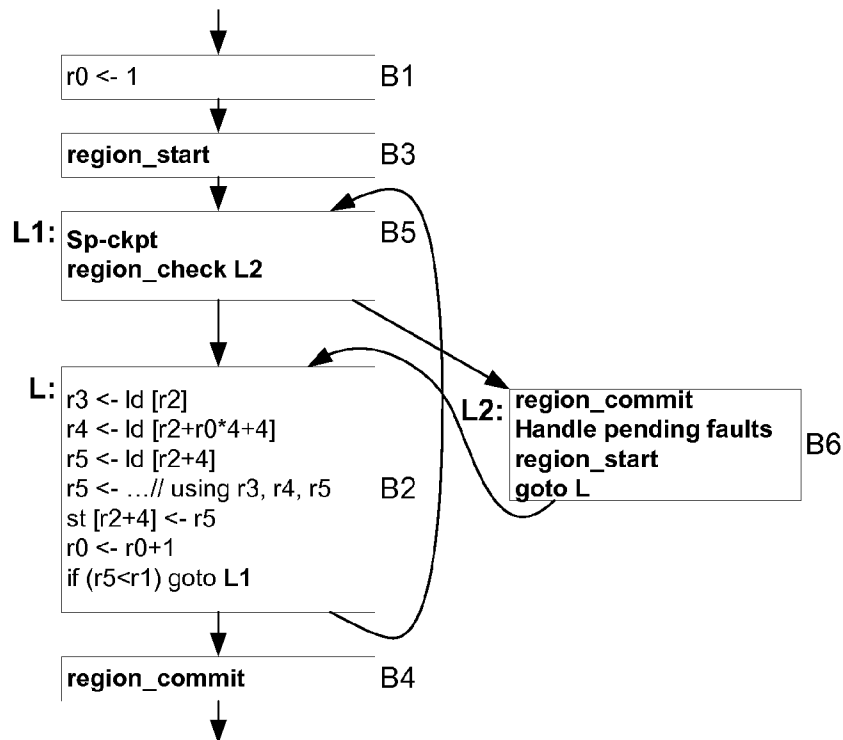 r0 <- 1
B1
region_start
B3
L1:
Sp-ckpt
region_check L2
B5
L:
r3 <- ld [r2]
r4 <- ld [r2+r0*4+4]
r5 <- ld [r2+4]
r5 <- ...// using r3, r4, r5
st [r2+4] <- r5
r0 <- r0+1
if (r5<r1) goto L1
B2
L2:
region_commit
Handle pending faults
region_start
goto L
B6
region_commit
B4